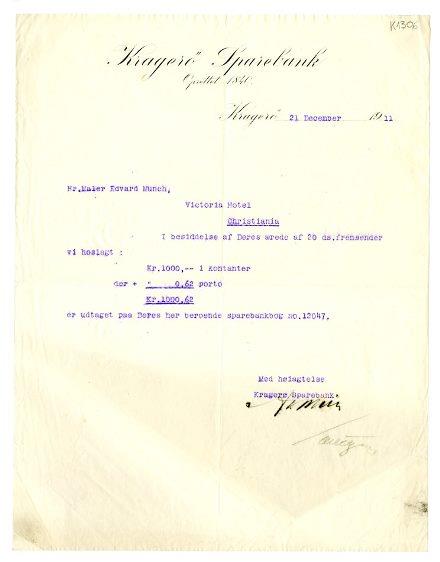 K1306
Kragerö Sparebank
Oprettet 1840.
Kragerö 21 December 1911
Hr.Maler Edvard Munch,
Victoria Hotel
Christiania
I besiddelse af Deres ærede af 20 ds.fremsender
vi hoslagt :
Kr.1000,-- i kontanter
der + " 0,62 porto
Kr.1000,62
er udtaget paa Deres her beroende sparebankbog no.12047.
Med høiagtelse
Kragerø Sparebank